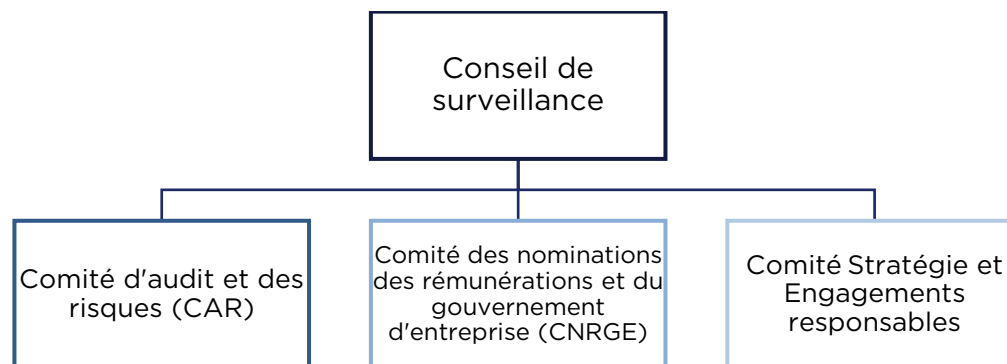 Conseil de
surveillance
Comité d'audit et des
risques (CAR)
Comité des nominations
des rémunérations et du
gouvernement
d'entreprise (CNRGE)
Comité Stratégie et
Engagements
responsables